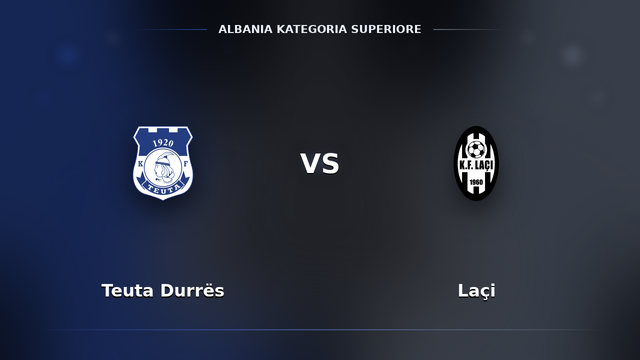 ALBANIA KATEGORIA SUPERIORE
1920
K F
TEUTA
VS
K.F. LAÇI
1960
Teuta Durrës
Laçi